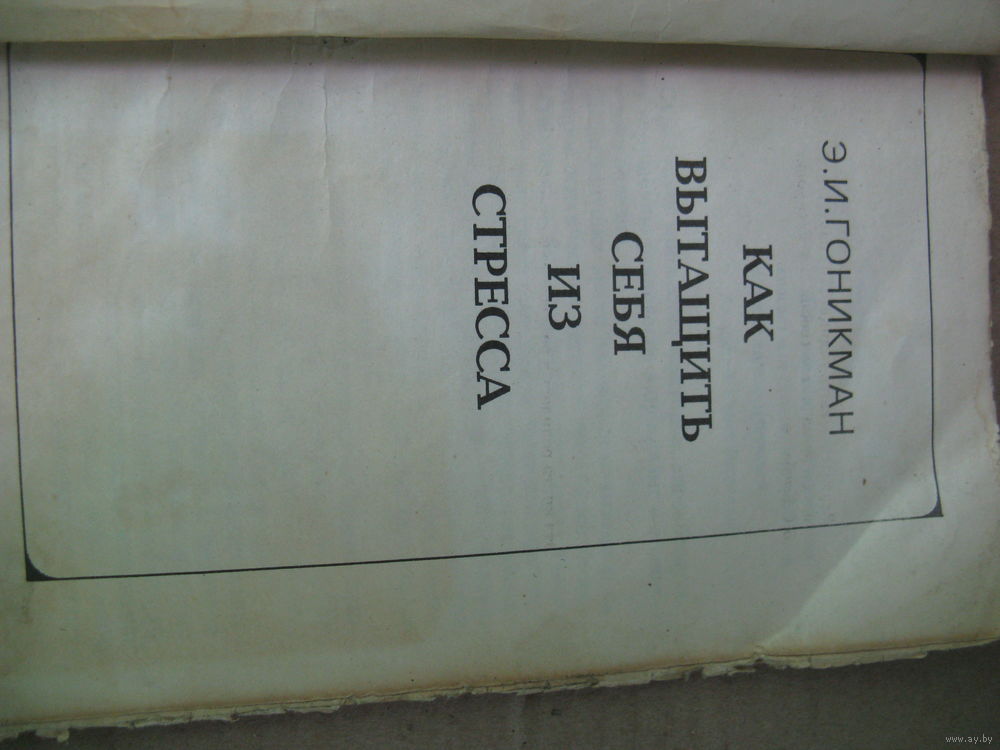 Э.И.ГОНИКМАН
КАК
ВЫТАЩИТЬ
СЕБЯ
ИЗ
СТРЕССА
www.ay.by